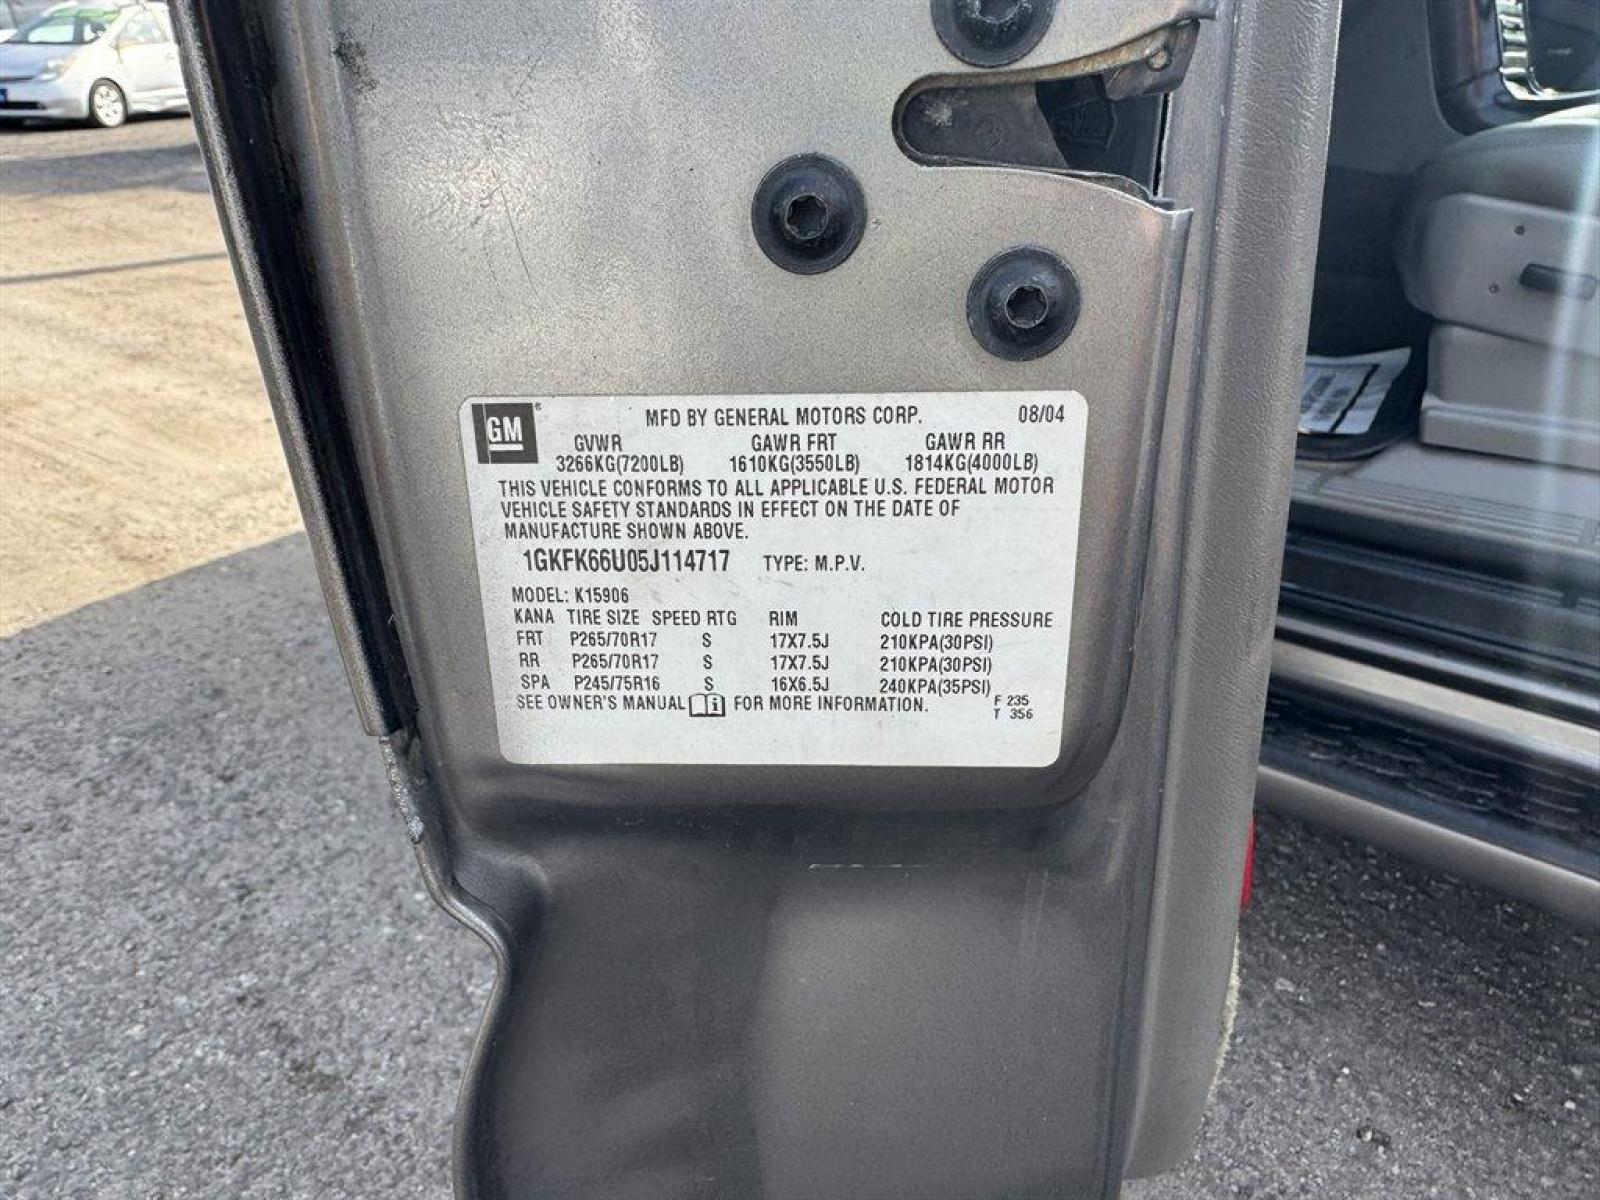 GM ®
MFD BY GENERAL MOTORS CORP. 08/04
GVWR GAWR FRT GAWR RR
3266KG(7200LB) 1610KG(3550LB) 1814KG(4000LB)
THIS VEHICLE CONFORMS TO ALL APPLICABLE U.S. FEDERAL MOTOR
VEHICLE SAFETY STANDARDS IN EFFECT ON THE DATE OF
MANUFACTURE SHOWN ABOVE.
1GKFK66U05J114717 TYPE: M.P.V.
MODEL: K15906
KANA TIRE SIZE SPEED RTG RIM COLD TIRE PRESSURE
FRT P265/70R17 S 17X7.5J 210KPA(30PSI)
RR P265/70R17 S 17X7.5J 210KPA(30PSI)
SPA P245/75R16 S 16X6.5J 240KPA(35PSI)
SEE OWNER'S MANUAL i FOR MORE INFORMATION. F 235
T 356